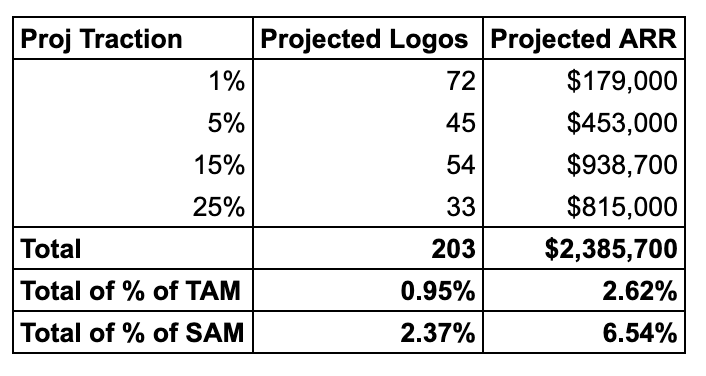 Proj Traction Projected Logos Projected ARR
1% 72 $179,000
5% 45 $453,000
15% 54 $938,700
25% 33 $815,000
Total 203 $2,385,700
Total of % of TAM 0.95% 2.62%
Total of % of SAM 2.37% 6.54%